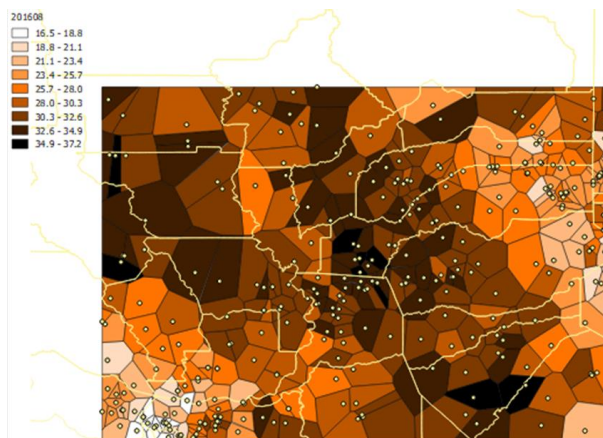 201608
16.5 - 18.8
18.8 - 21.1
21.1 - 23.4
23.4 - 25.7
25.7 - 28.0
28.0 - 30.3
30.3 - 32.6
32.6 - 34.9
34.9 - 37.2